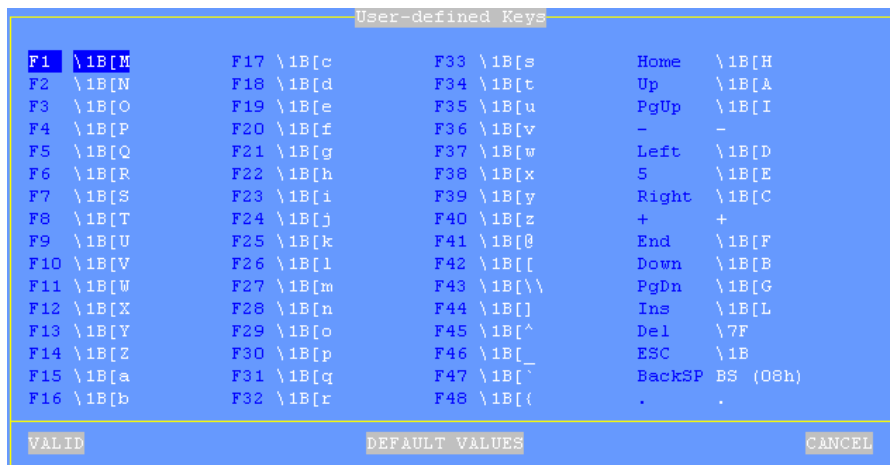 User-defined Keys
F1 \1B[M F17 \1B[c F33 \1B[s Home \1B[H
F2 \1B[N F18 \1B[d F34 \1B[t Up \1B[A
F3 \1B[O F19 \1B[e F35 \1B[u PgUp \1B[I
F4 \1B[P F20 \1B[f F36 \1B[v - -
F5 \1B[Q F21 \1B[g F37 \1B[w Left \1B[D
F6 \1B[R F22 \1B[h F38 \1B[x 5 \1B[E
F7 \1B[S F23 \1B[i F39 \1B[y Right \1B[C
F8 \1B[T F24 \1B[j F40 \1B[z + +
F9 \1B[U F25 \1B[k F41 \1B[@ End \1B[F
F10 \1B[V F26 \1B[l F42 \1B[[ Down \1B[B
F11 \1B[W F27 \1B[m F43 \1B[\\ PgDn \1B[G
F12 \1B[X F28 \1B[n F44 \1B[] Ins \1B[L
F13 \1B[Y F29 \1B[o F45 \1B[^ Del \7F
F14 \1B[Z F30 \1B[p F46 \1B[_ ESC \1B
F15 \1B[a F31 \1B[q F47 \1B[` BackSP BS (08h)
F16 \1B[b F32 \1B[r F48 \1B[{ . .
VALID DEFAULT VALUES CANCEL